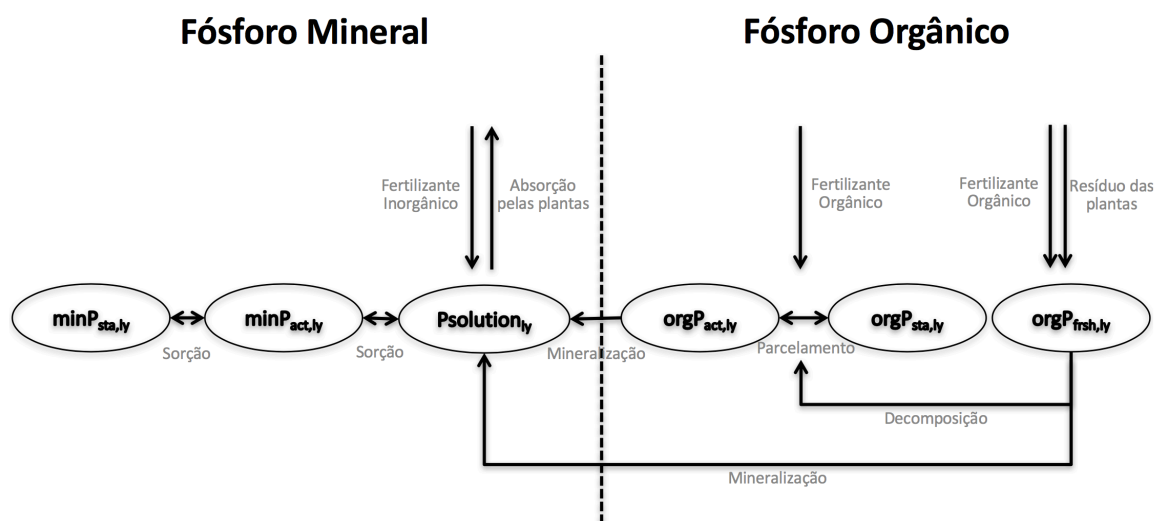 Fósforo Mineral
Fósforo Orgânico
Fertilizante
Inorgânico
Absorção
pelas plantas
Fertilizante
Orgânico
Fertilizante
Orgânico
Resíduo das
plantas
minPsta,ly
minPact,ly
Psolutionly
orgPact,ly
orgPsta,ly
orgPfrsh,ly
Sorção
Sorção
Mineralização
Parcelamento
Decomposição
Mineralização